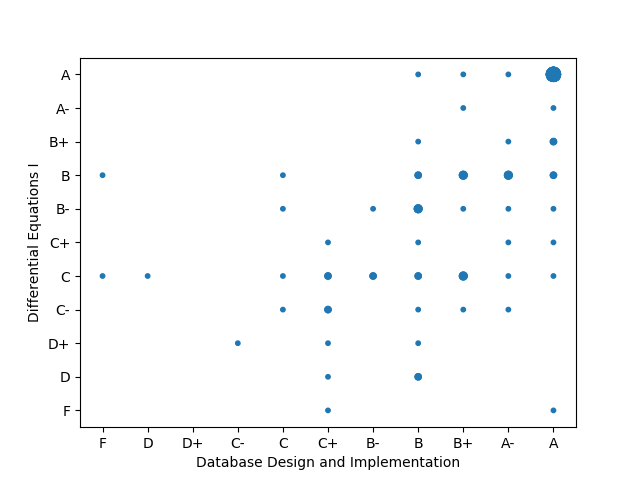 A
A-
B+
B
B-
C+
C
C-
D+
D
F
Differential Equations I
F D D+ C- C C+ B- B B+ A- A
Database Design and Implementation